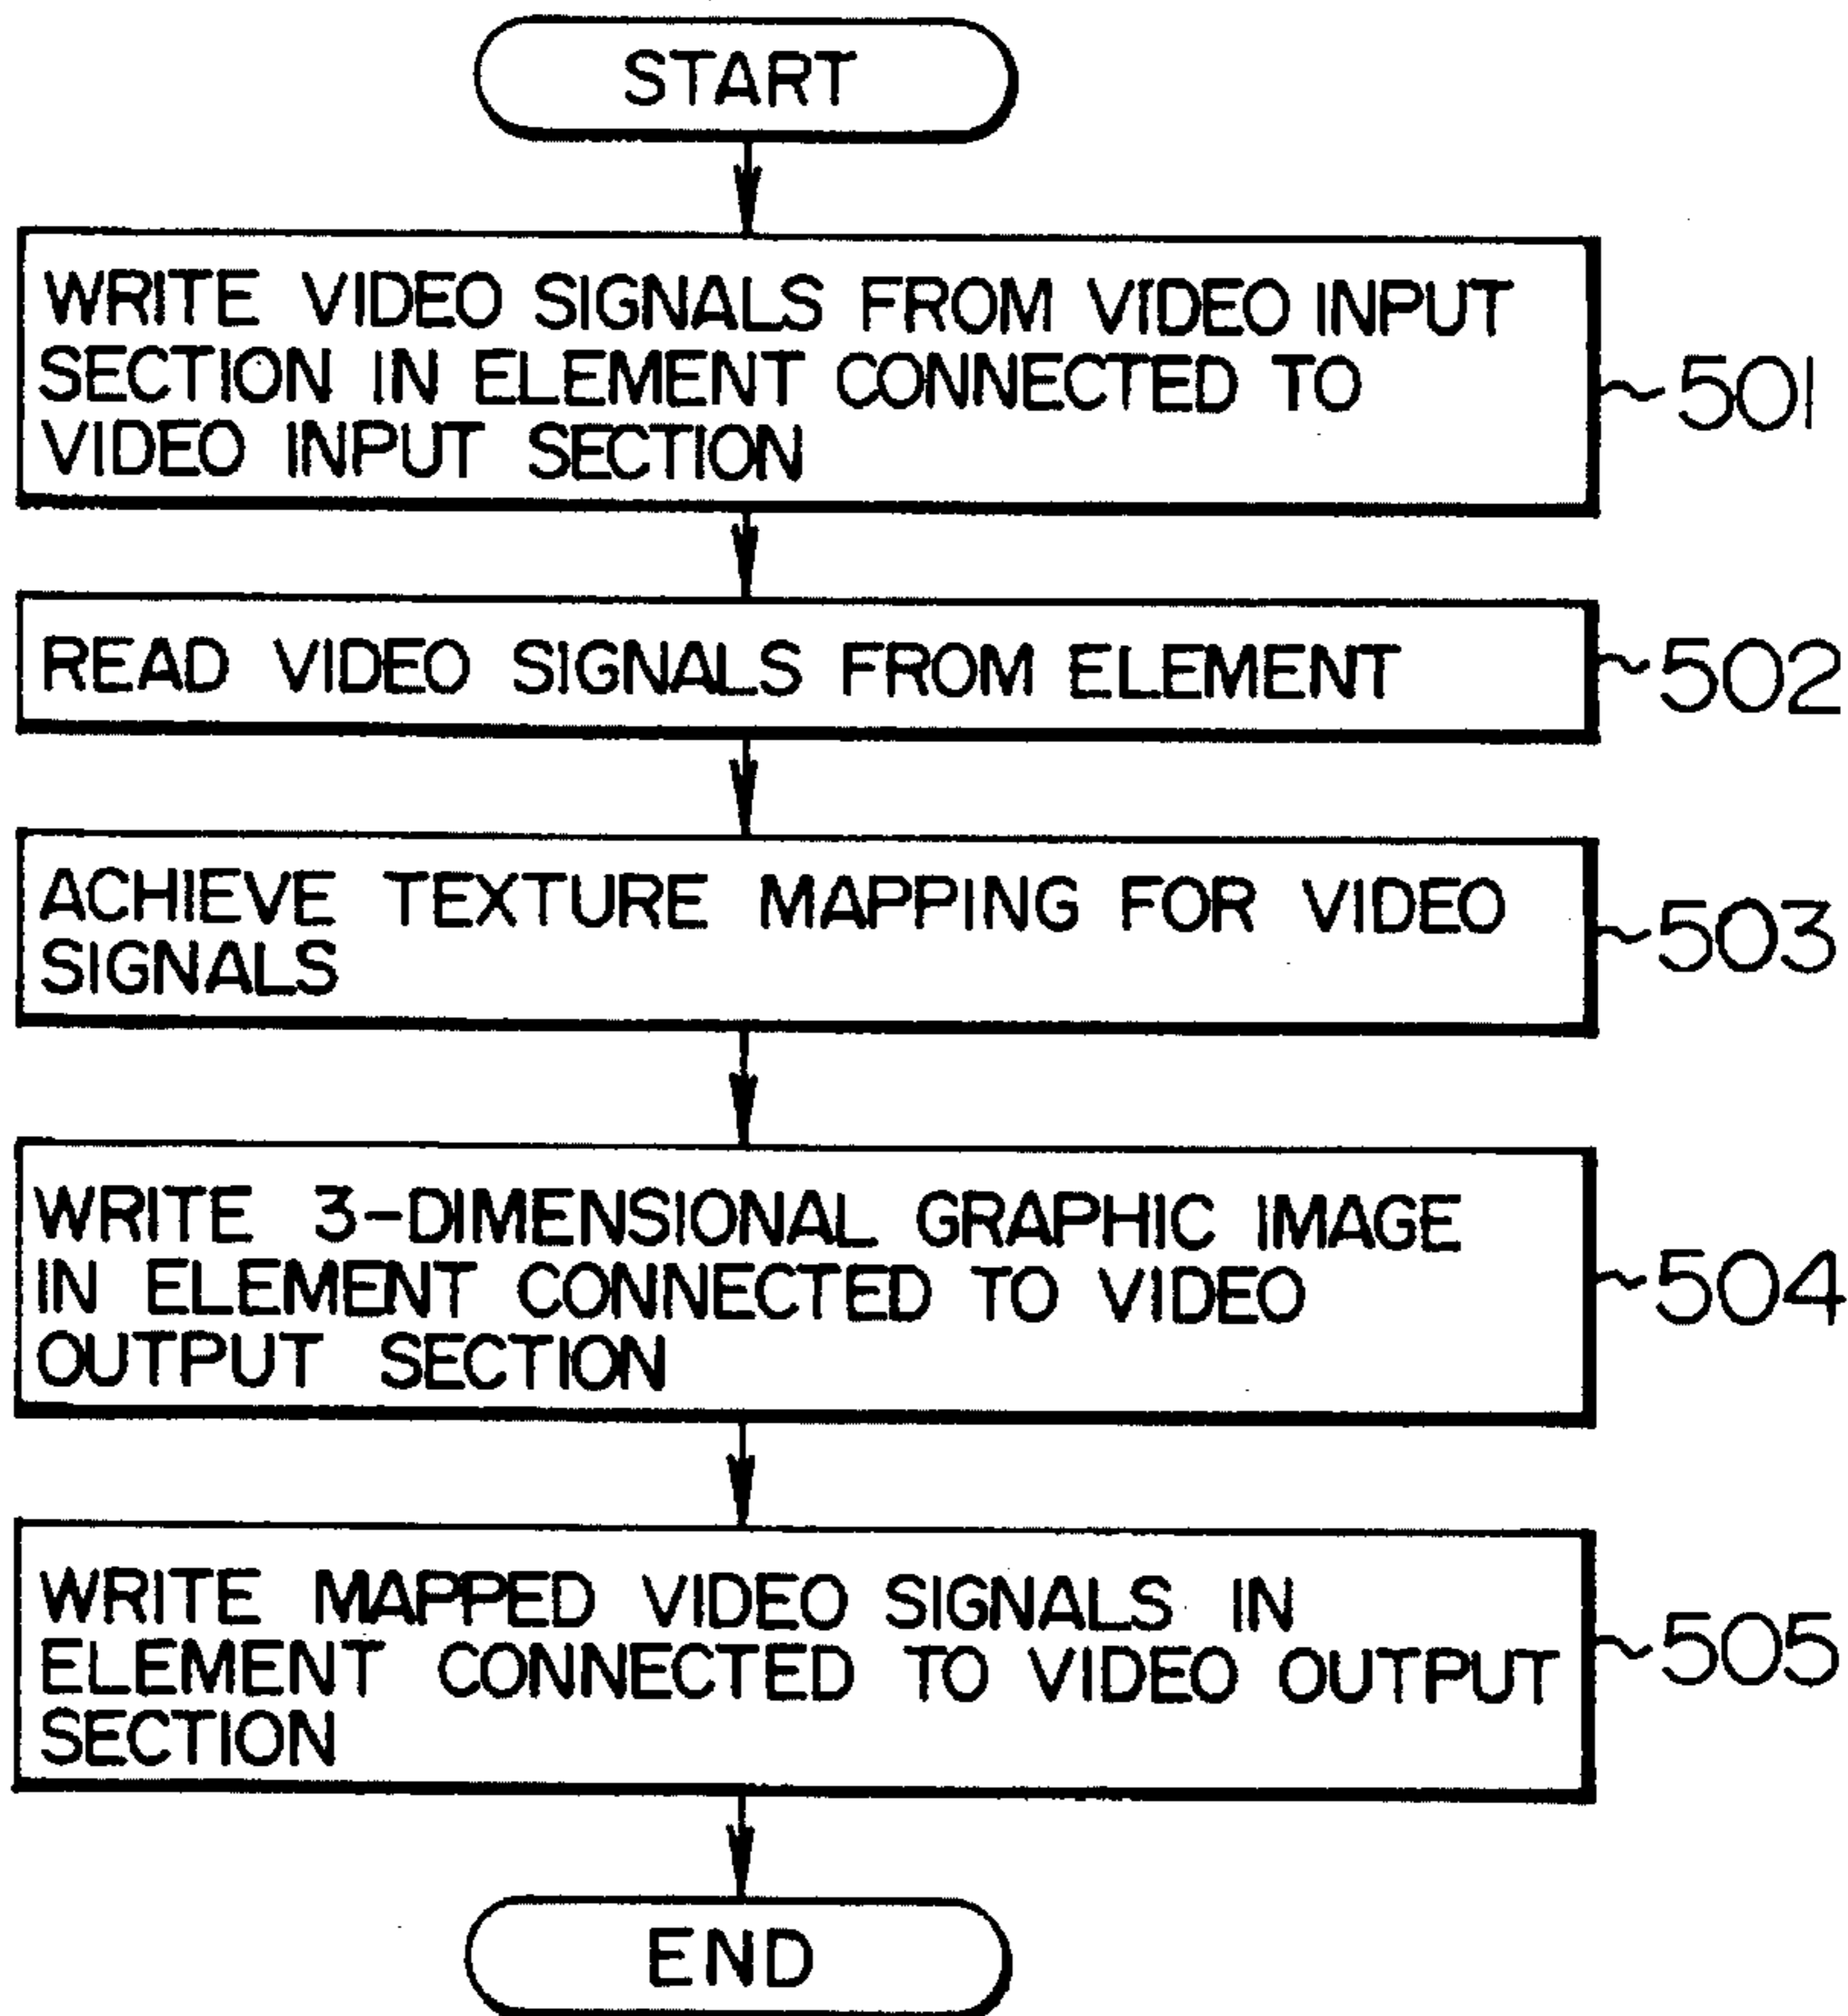 START
WRITE VIDEO SIGNALS FROM VIDEO INPUT
SECTION IN ELEMENT CONNECTED TO
VIDEO INPUT SECTION
501
READ VIDEO SIGNALS FROM ELEMENT
502
ACHIEVE TEXTURE MAPPING FOR VIDEO
SIGNALS
503
WRITE 3-DIMENSIONAL GRAPHIC IMAGE
IN ELEMENT CONNECTED TO VIDEO
OUTPUT SECTION
504
WRITE MAPPED VIDEO SIGNALS IN
ELEMENT CONNECTED TO VIDEO OUTPUT
SECTION
505
END